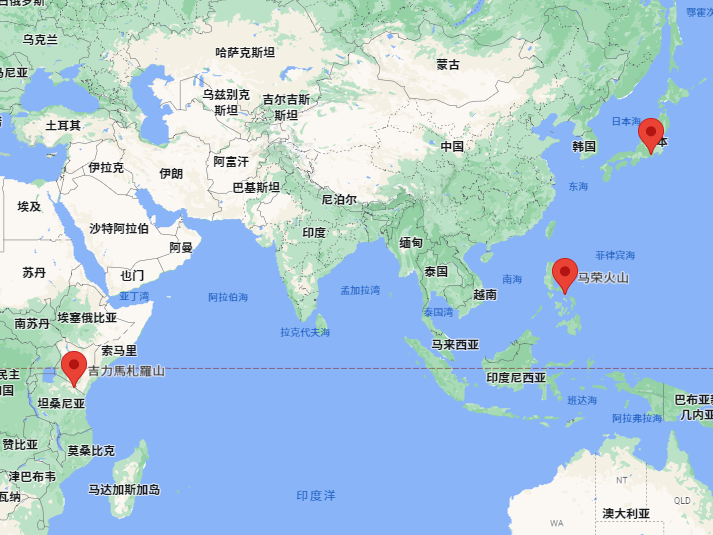 白俄罗斯
鄂霍次
乌克兰
哈萨克斯坦
蒙古
马尼亚
乌兹别克
斯坦
吉尔吉斯
斯坦
土耳其
日本海
本
韩国
中国
阿富汗
伊拉克
伊朗
巴基斯坦
东海
尼泊尔
埃及
沙特阿拉伯
印度
阿曼
缅甸
菲律宾海
苏丹
也门
泰国
南海
马荣火山
亚丁湾
阿拉伯海
孟加拉湾
越南
南苏丹
埃塞俄比亚
泰国湾
拉克代夫海
索马里
马来西亚
吉力馬札羅山
民主
和国
印度尼西亚
坦桑尼亚
班达海
巴布亚新
几内亚
阿拉弗拉海
赞比亚
莫桑比克
津巴布韦
马达加斯加岛
瓦纳
印度洋
NT
QLD
澳大利亚
WA